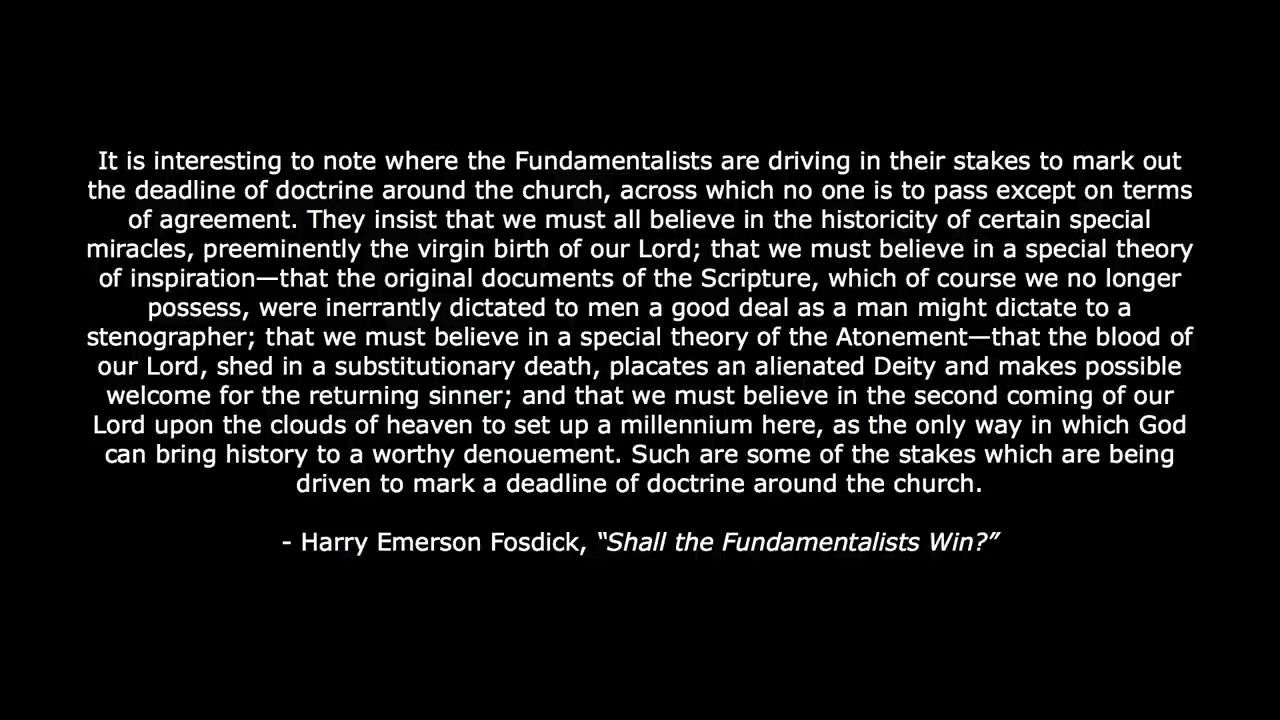 It is interesting to note where the Fundamentalists are driving in their stakes to mark out
the deadline of doctrine around the church, across which no one is to pass except on terms
of agreement. They insist that we must all believe in the historicity of certain special
miracles, preeminently the virgin birth of our Lord; that we must believe in a special theory
of inspiration—that the original documents of the Scripture, which of course we no longer
possess, were inerrantly dictated to men a good deal as a man might dictate to a
stenographer; that we must believe in a special theory of the Atonement—that the blood of
our Lord, shed in a substitutionary death, placates an alienated Deity and makes possible
welcome for the returning sinner; and that we must believe in the second coming of our
Lord upon the clouds of heaven to set up a millennium here, as the only way in which God
can bring history to a worthy denouement. Such are some of the stakes which are being
driven to mark a deadline of doctrine around the church.
- Harry Emerson Fosdick, “Shall the Fundamentalists Win?”